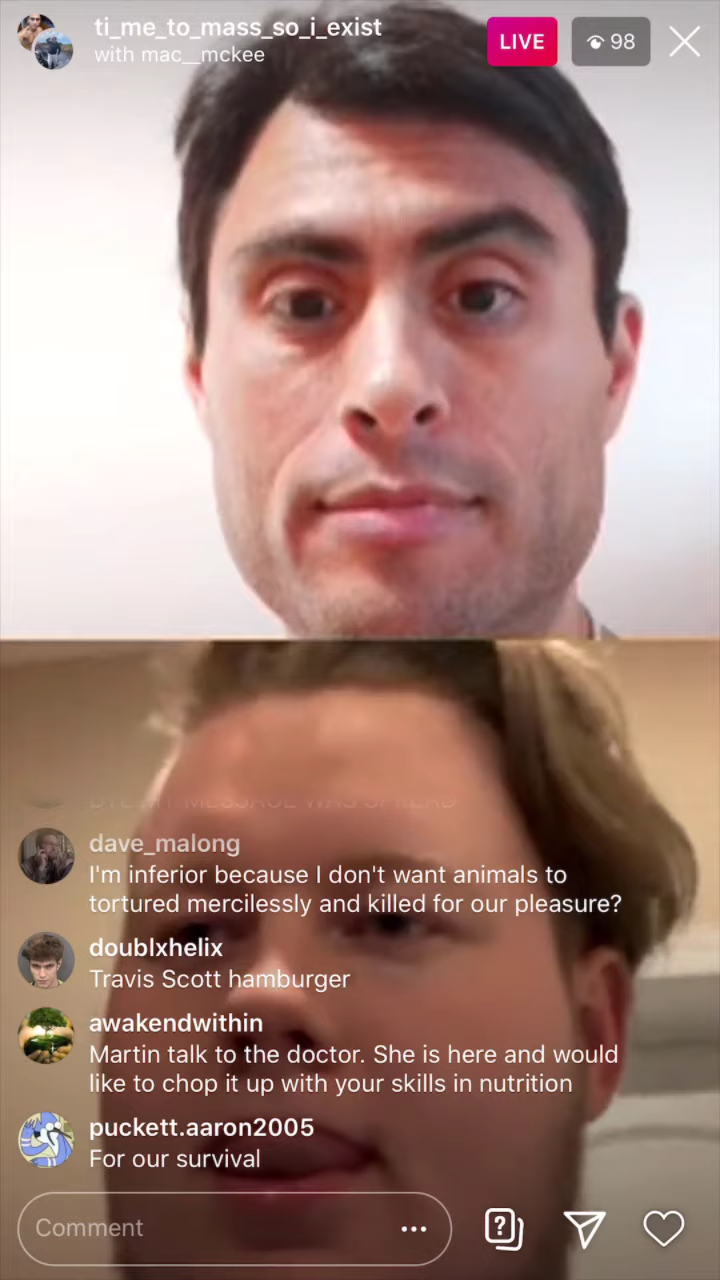 ti_me_to_mass_so_i_exist
with mac__mckee
LIVE
98
dave_malong
I'm inferior because I don't want animals to
tortured mercilessly and killed for our pleasure?
doublxhelix
Travis Scott hamburger
awakendwithin
Martin talk to the doctor. She is here and would
like to chop it up with your skills in nutrition
puckett.aaron2005
For our survival
Comment